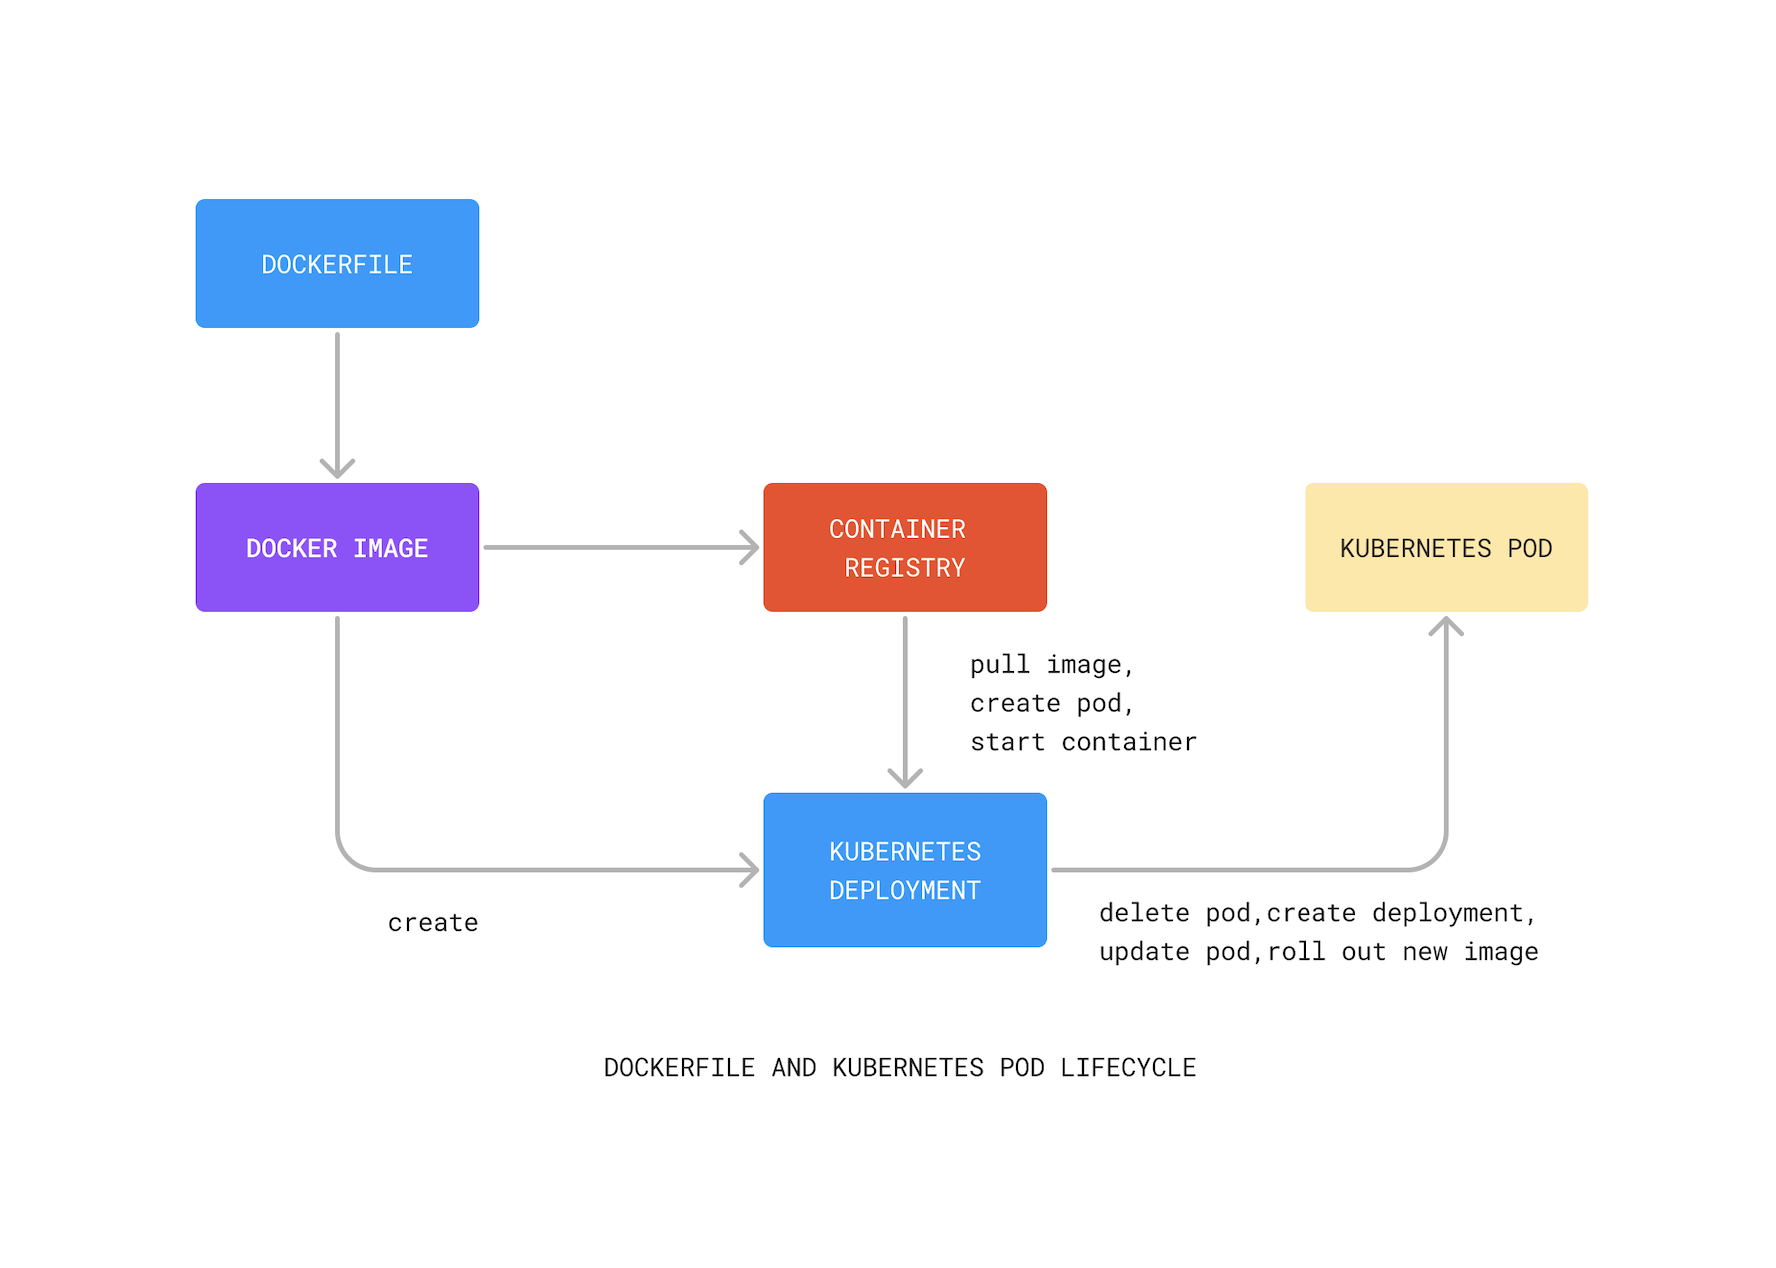 DOCKERFILE
DOCKER IMAGE
CONTAINER
REGISTRY
KUBERNETES POD
pull image,
create pod,
start container
KUBERNETES
DEPLOYMENT
create
delete pod,create deployment,
update pod,roll out new image
DOCKERFILE AND KUBERNETES POD LIFECYCLE